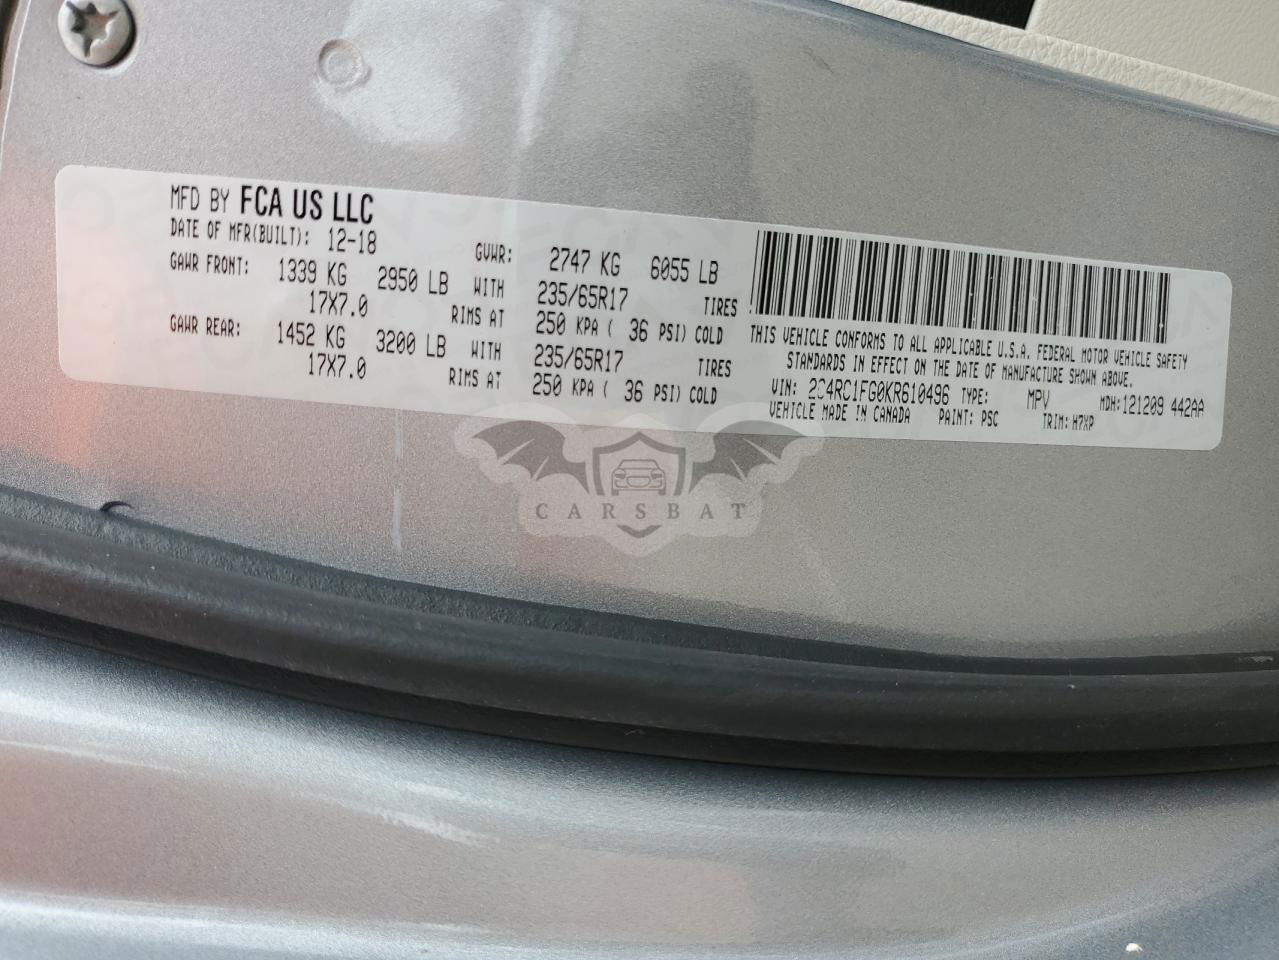 MFD BY FCA US LLC
DATE OF MFR(BUILT): 12-18 GVWR: 2747 KG 6055 LB
GAWR FRONT: 1339 KG 2950 LB WITH 235/65R17 TIRES
17X7.0 RIMS AT 250 KPA ( 36 PSI) COLD
GAWR REAR: 1452 KG 3200 LB WITH 235/65R17 TIRES
17X7.0 RIMS AT 250 KPA ( 36 PSI) COLD
THIS VEHICLE CONFORMS TO ALL APPLICABLE U.S.A. FEDERAL MOTOR VEHICLE SAFETY
STANDARDS IN EFFECT ON THE DATE OF MANUFACTURE SHOWN ABOVE.
VIN: 2C4RC1FG0KR610496 TYPE: MPV MDH:121209 442AA
VEHICLE MADE IN CANADA PAINT: PSC TRIM: H7XP
CARSBAT